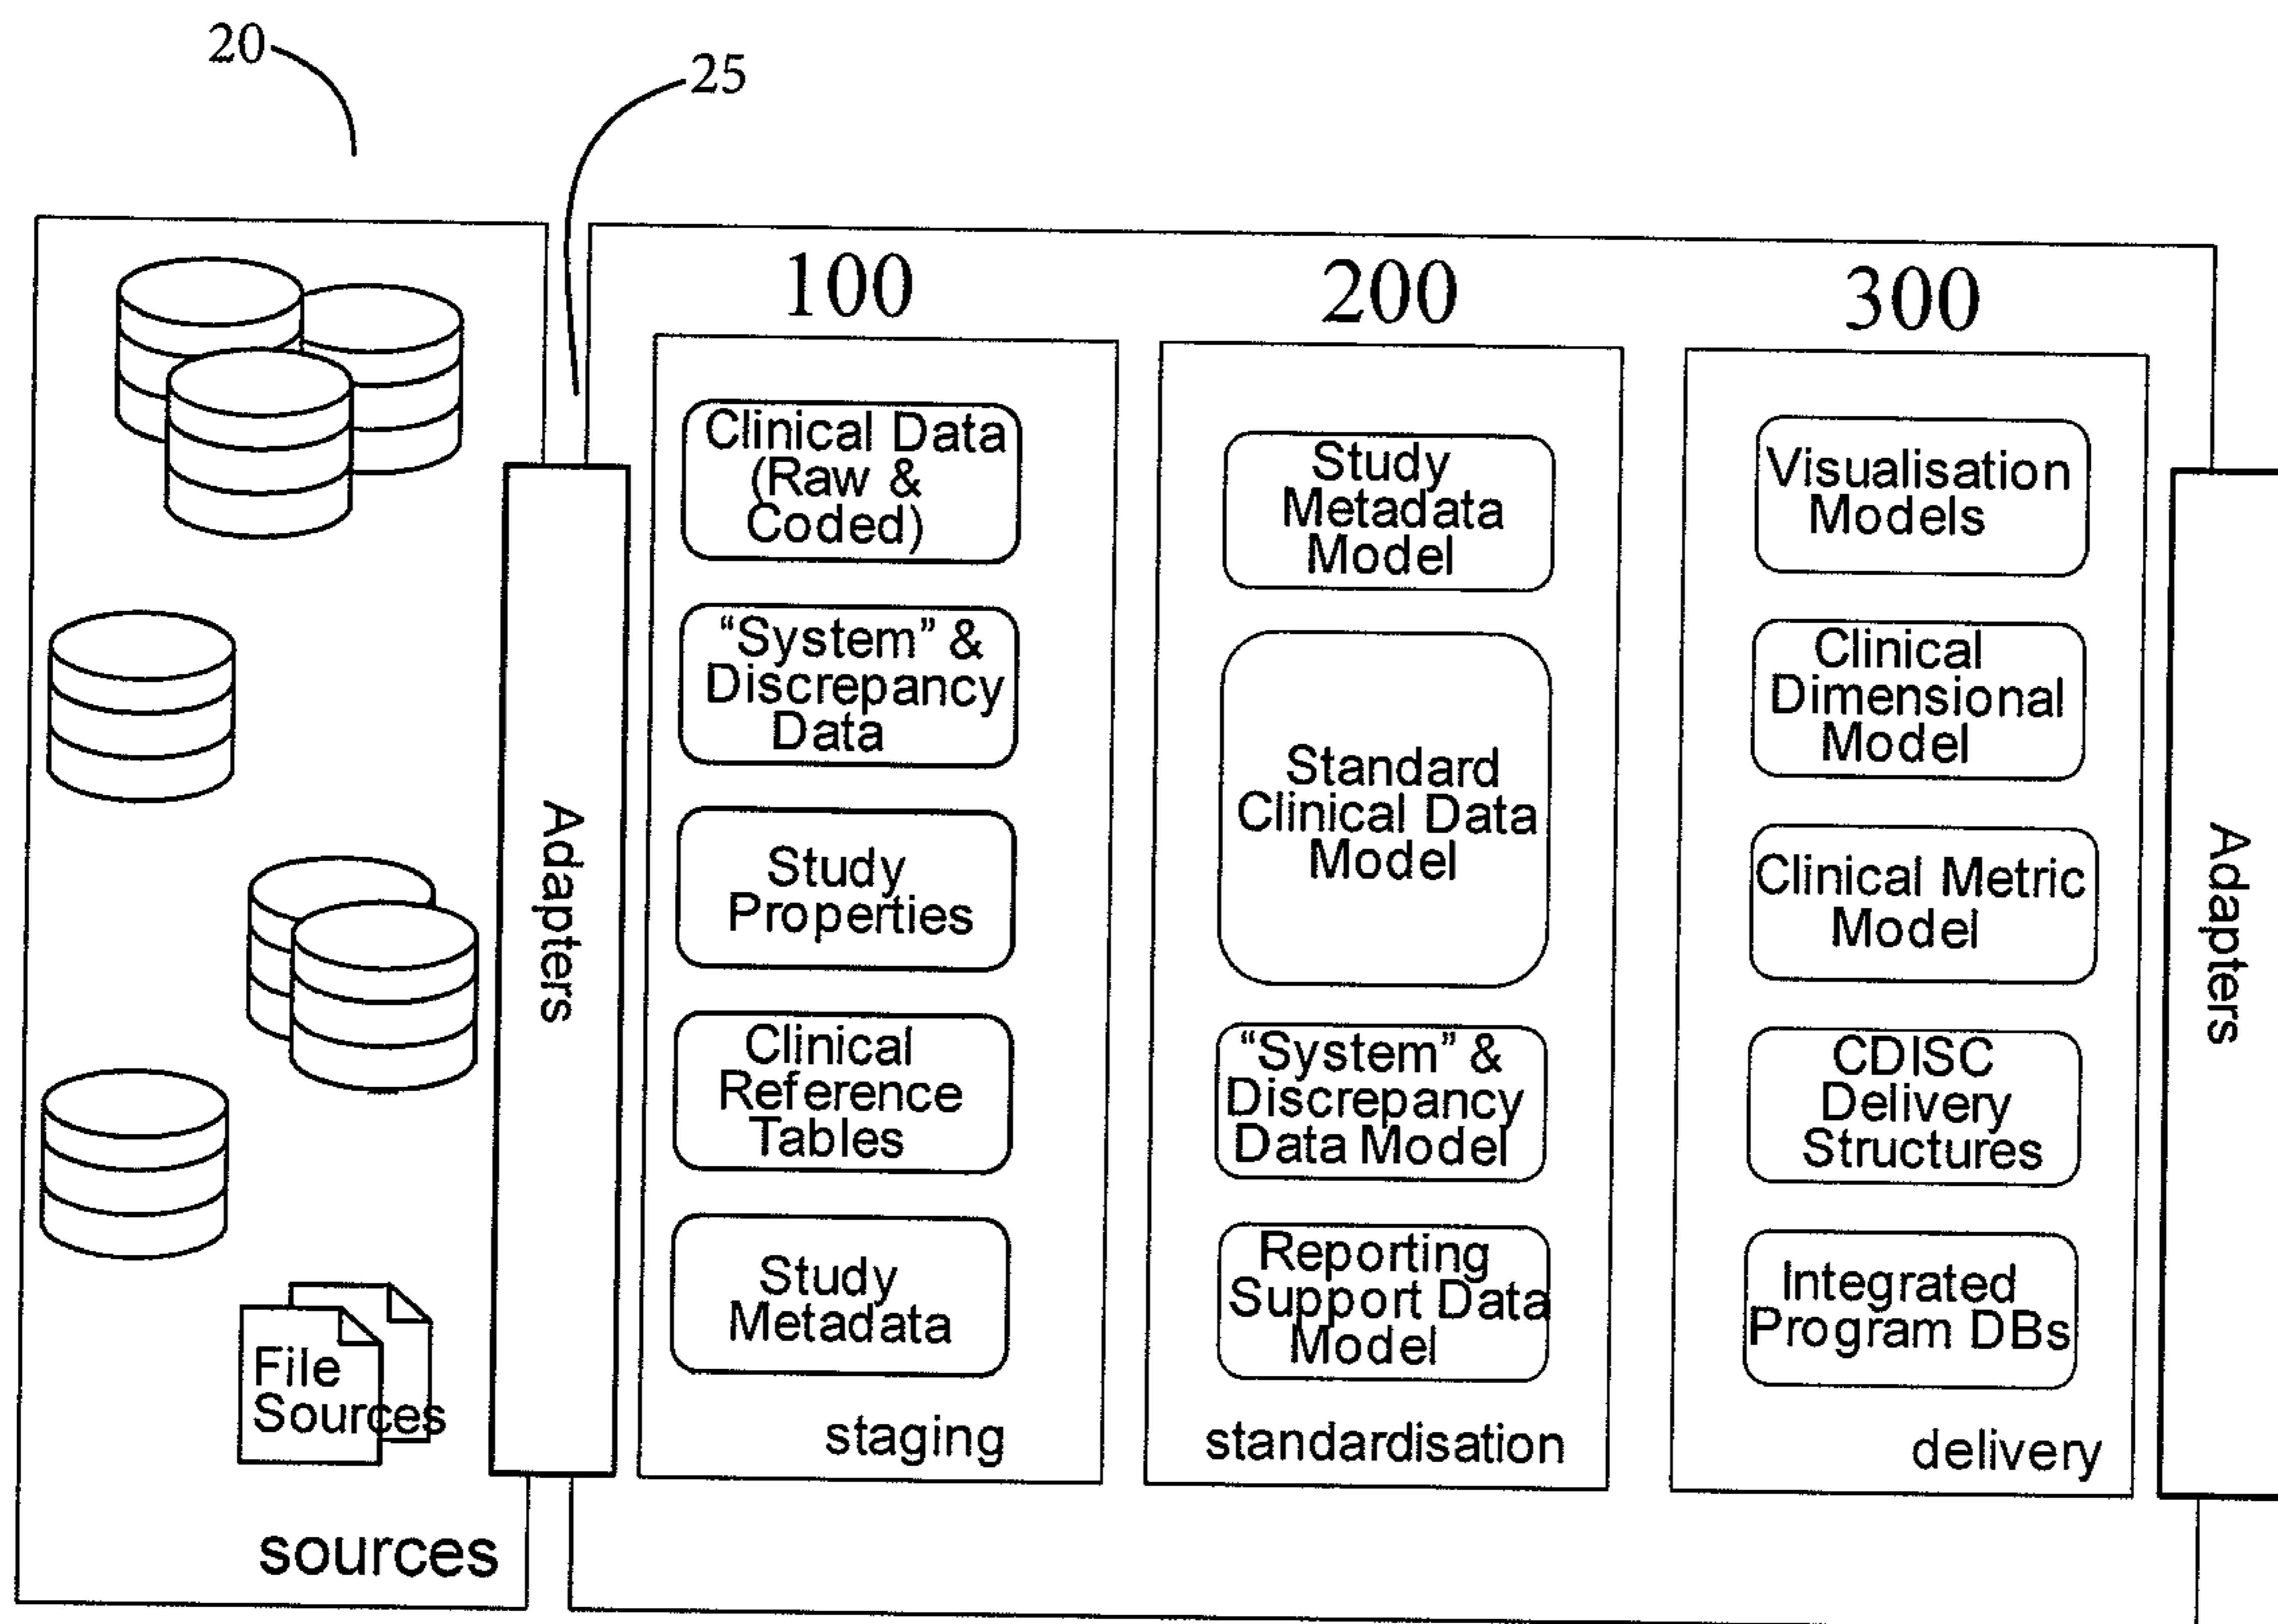 20
25
100
200
300
Clinical Data
(Raw &
Coded)
“System” &
Discrepancy
Data
Study
Properties
Clinical
Reference
Tables
Study
Metadata
staging
Study
Metadata
Model
Standard
Clinical Data
Model
“System” &
Discrepancy
Data Model
Reporting
Support Data
Model
standardisation
Visualisation
Models
Clinical
Dimensional
Model
Clinical Metric
Model
CDISC
Delivery
Structures
Integrated
Program DBs
delivery
Adapters
Adapters
File
Sources
sources